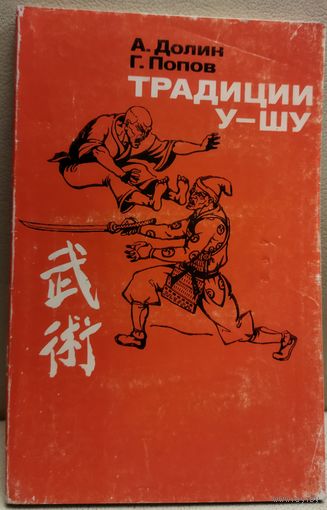 А. Долин
Г. Попов
ТРАДИЦИИ
У–ШУ
武術